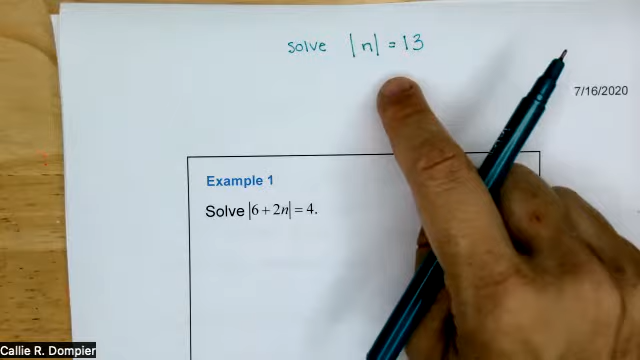 solve |n| = 13
7/16/2020
Example 1
Solve |6 + 2n| = 4.
Callie R. Dompier